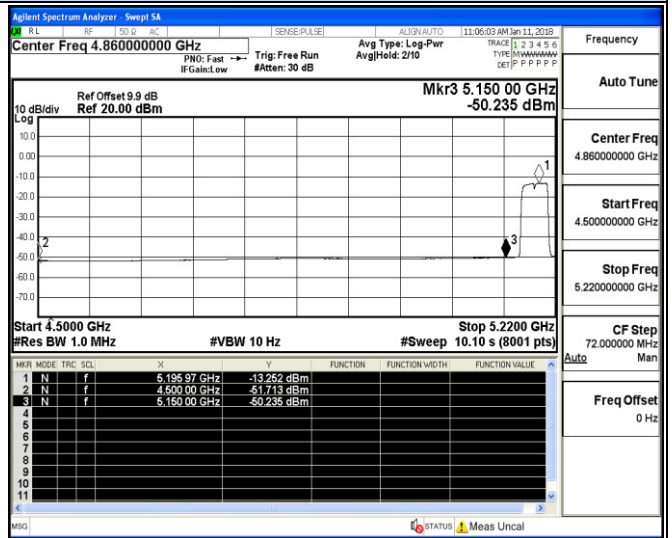 Agilent Spectrum Analyzer - Swept SA
RL RF 50 Ω AC SENSE:PULSE ALIGN AUTO 11:06:03 AM Jan 11, 2018
Center Freq 4.860000000 GHz
PNO: Fast
IFGain:Low
Trig: Free Run
#Atten: 30 dB
Avg Type: Log-Pwr
Avg|Hold: 2/10
TRACE 1 2 3 4 5 6
TYPE MWWWWW
DET P P P P P P
Frequency
Auto Tune
Center Freq
4.860000000 GHz
Start Freq
4.500000000 GHz
Stop Freq
5.220000000 GHz
CF Step
72.000000 MHz
Auto Man
Freq Offset
0 Hz
Mkr3 5.150 00 GHz
-50.235 dBm
Ref Offset 9.9 dB
10 dB/div Ref 20.00 dBm
Log
10.0
0.00
-10.0
-20.0
-30.0
-40.0
-50.0
-60.0
-70.0
1
2
3
Start 4.5000 GHz Stop 5.2200 GHz
#Res BW 1.0 MHz #VBW 10 Hz #Sweep 10.10 s (8001 pts)
MKR MODE TRC SCL X Y FUNCTION FUNCTION WIDTH FUNCTION VALUE
1 N f 5.195 97 GHz -13.252 dBm
2 N f 4.500 00 GHz -51.713 dBm
3 N f 5.150 00 GHz -50.235 dBm
4
5
6
7
8
9
10
11
MSG STATUS Meas Uncal